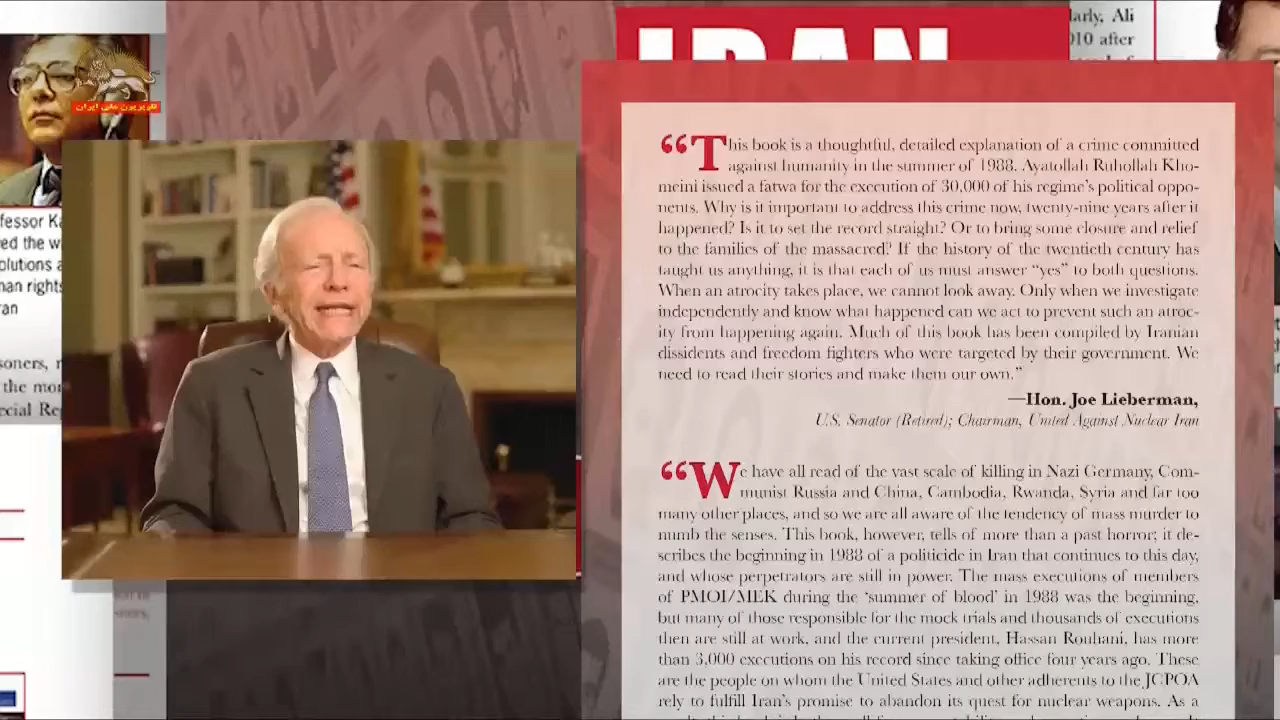 IRAN
larly, Ali
010 after
تلویزیون ملی ایران
fessor Ka
ed the w
olutions a
nan rights
ran
soners, r
the mor
ecial Rep
“This book is a thoughtful, detailed explanation of a crime committed
against humanity in the summer of 1988. Ayatollah Ruhollah Kho-
meini issued a fatwa for the execution of 30,000 of his regime’s political oppo-
nents. Why is it important to address this crime now, twenty-nine years after it
happened? Is it to set the record straight? Or to bring some closure and relief
to the families of the massacred? If the history of the twentieth century has
taught us anything, it is that each of us must answer “yes” to both questions.
When an atrocity takes place, we cannot look away. Only when we investigate
independently and know what happened can we act to prevent such an atroc-
ity from happening again. Much of this book has been compiled by Iranian
dissidents and freedom fighters who were targeted by their government. We
need to read their stories and make them our own.”
—Hon. Joe Lieberman,
U.S. Senator (Retired); Chairman, United Against Nuclear Iran
“We have all read of the vast scale of killing in Nazi Germany, Com-
munist Russia and China, Cambodia, Rwanda, Syria and far too
many other places, and so we are all aware of the tendency of mass murder to
numb the senses. This book, however, tells of more than a past horror; it de-
scribes the beginning in 1988 of a politicide in Iran that continues to this day,
and whose perpetrators are still in power. The mass executions of members
of PMOI/MEK during the ‘summer of blood’ in 1988 was the beginning,
but many of those responsible for the mock trials and thousands of executions
then are still at work, and the current president, Hassan Rouhani, has more
than 3,000 executions on his record since taking office four years ago. These
are the people on whom the United States and other adherents to the JCPOA
rely to fulfill Iran’s promise to abandon its quest for nuclear weapons. As a